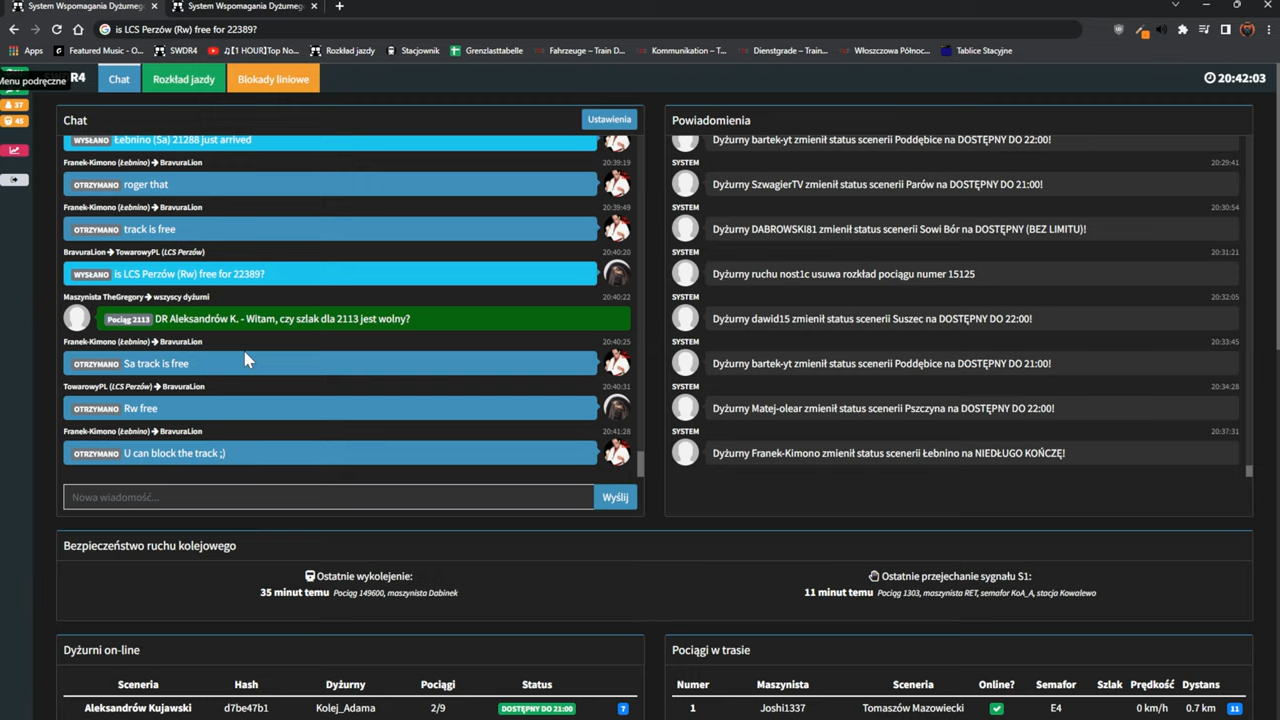 System Wspomagania Dyżurneg
System Wspomagania Dyżurneg
is LCS Perzów (Rw) free for 22389?
Apps
Featured Music - O...
SWDR4
♫[1 HOUR]Top No...
Rozkład jazdy
Stacjownik
Grenzlasttabelle
Fahrzeuge – Train D...
Kommunikation – T...
Dienstgrade – Train...
Włoszczowa Północ...
Tablice Stacyjne
Menu podręczne
DR4
Chat
Rozkład jazdy
Blokady liniowe
20:42:03
37
45
Chat
Ustawienia
WYSŁANO Łebnino (Sa) 21288 just arrived
Franek-Kimono (Łebnino) → BravuraLion 20:39:19
OTRZYMANO roger that
Franek-Kimono (Łebnino) → BravuraLion 20:39:49
OTRZYMANO track is free
BravuraLion → TowarowyPL (LCS Perzów) 20:40:20
WYSŁANO is LCS Perzów (Rw) free for 22389?
Maszynista TheGregory → wszyscy dyżurni 20:40:22
Pociąg 2113 DR Aleksandrów K. - Witam, czy szlak dla 2113 jest wolny?
Franek-Kimono (Łebnino) → BravuraLion 20:40:25
OTRZYMANO Sa track is free
TowarowyPL (LCS Perzów) → BravuraLion 20:40:31
OTRZYMANO Rw free
Franek-Kimono (Łebnino) → BravuraLion 20:41:28
OTRZYMANO U can block the track ;)
Nowa wiadomość...
Wyślij
Powiadomienia
Dyżurny bartek-yt zmienił status scenerii Poddębice na DOSTĘPNY DO 22:00!
SYSTEM 20:29:41
Dyżurny SzwagierTV zmienił status scenerii Parów na DOSTĘPNY DO 21:00!
SYSTEM 20:30:54
Dyżurny DABROWSKI81 zmienił status scenerii Sowi Bór na DOSTĘPNY (BEZ LIMITU)!
SYSTEM 20:31:21
Dyżurny ruchu nost1c usuwa rozkład pociągu numer 15125
SYSTEM 20:32:05
Dyżurny dawid15 zmienił status scenerii Suszec na DOSTĘPNY DO 22:00!
SYSTEM 20:33:45
Dyżurny bartek-yt zmienił status scenerii Poddębice na DOSTĘPNY DO 21:00!
SYSTEM 20:34:28
Dyżurny Matej-olear zmienił status scenerii Pszczyna na DOSTĘPNY DO 22:00!
SYSTEM 20:37:31
Dyżurny Franek-Kimono zmienił status scenerii Łebnino na NIEDŁUGO KOŃCZĘ!
Bezpieczeństwo ruchu kolejowego
Ostatnie wykolejenie:
35 minut temu Pociąg 149600, maszynista Dabinek
Ostatnie przejechanie sygnału S1:
11 minut temu Pociąg 1303, maszynista RET, semafor KoA_A, stacja Kowalewo
Dyżurni on-line
Sceneria Hash Dyżurny Pociągi Status
Aleksandrów Kujawski d7be47b1 Kolej_Adama 2/9 DOSTĘPNY DO 21:00 7
Pociągi w trasie
Numer Maszynista Sceneria Online? Semafor Szlak Prędkość Dystans
1 Joshi1337 Tomaszów Mazowiecki E4 0 km/h 0.7 km 11